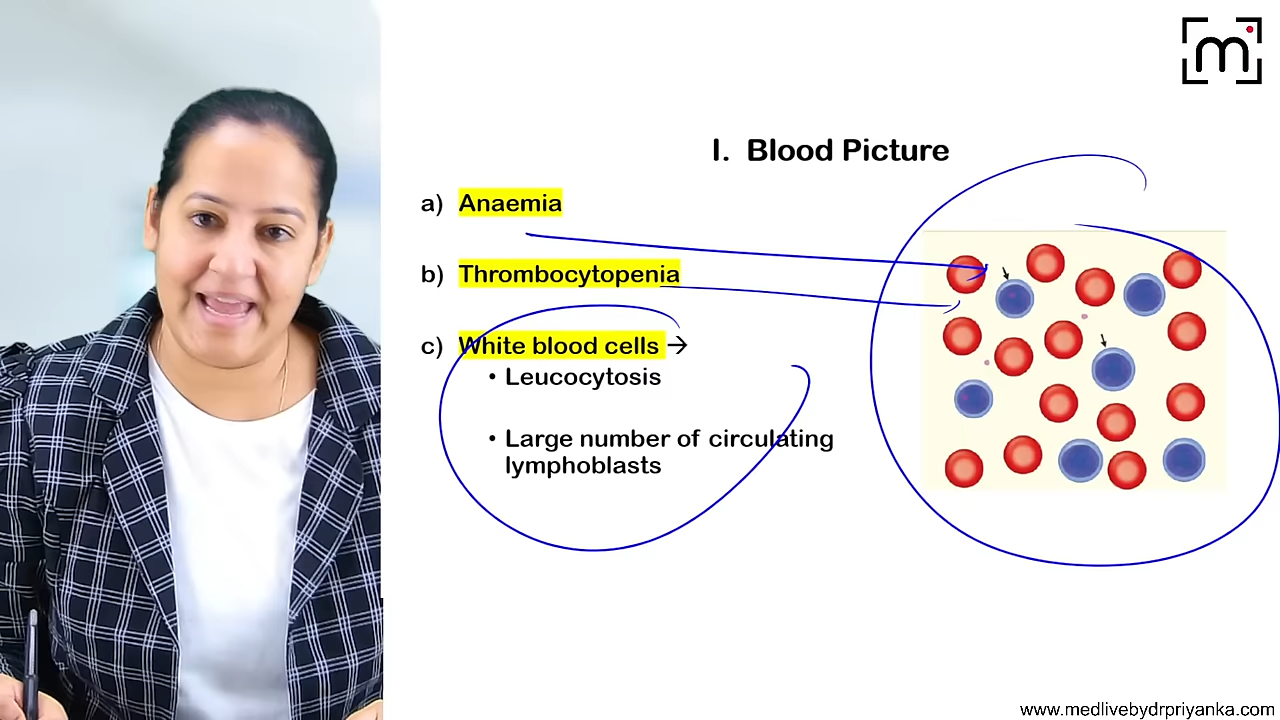 m
I. Blood Picture
a) Anaemia
b) Thrombocytopenia
c) White blood cells →
• Leucocytosis
• Large number of circulating
lymphoblasts
www.medlivebydrpriyanka.com